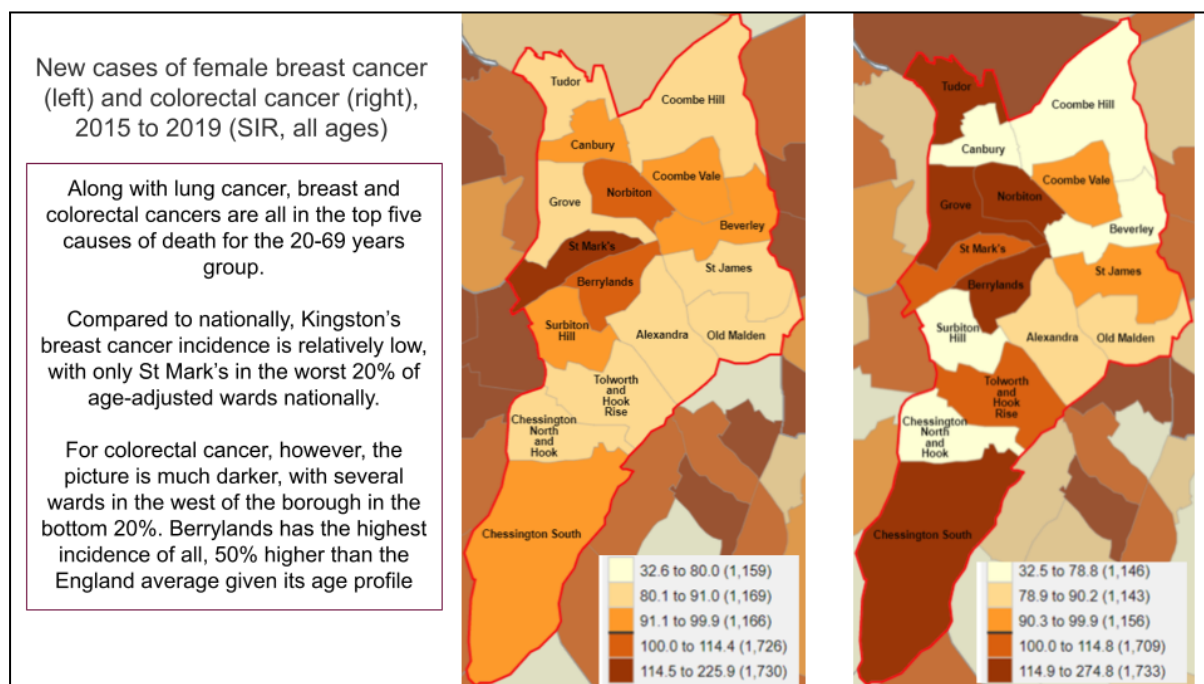 New cases of female breast cancer
(left) and colorectal cancer (right),
2015 to 2019 (SIR, all ages)
Along with lung cancer, breast and
colorectal cancers are all in the top five
causes of death for the 20-69 years
group.
Compared to nationally, Kingston's
breast cancer incidence is relatively low,
with only St Mark's in the worst 20% of
age-adjusted wards nationally.
For colorectal cancer, however, the
picture is much darker, with several
wards in the west of the borough in the
bottom 20%. Berrylands has the highest
incidence of all, 50% higher than the
England average given its age profile
Tudor
Coombe Hill
Canbury
Coombe Vale
Norbiton
Grove
Beverley
St Mark's
St James
Berrylands
Surbiton
Hill
Alexandra
Old Malden
Tolworth
and
Hook
Rise
Chessington
North
and
Hook
Chessington South
32.6 to 80.0 (1,159)
80.1 to 91.0 (1,169)
91.1 to 99.9 (1,166)
100.0 to 114.4 (1,726)
114.5 to 225.9 (1,730)
Tudor
Coombe Hill
Canbury
Coombe Vale
Norbiton
Grove
Beverley
St Mark's
St James
Berrylands
Surbiton
Hill
Alexandra
Old Malden
Tolworth
and
Hook
Rise
Chessington
North
and
Hook
Chessington South
32.5 to 78.8 (1,146)
78.9 to 90.2 (1,143)
90.3 to 99.9 (1,156)
100.0 to 114.8 (1,709)
114.9 to 274.8 (1,733)